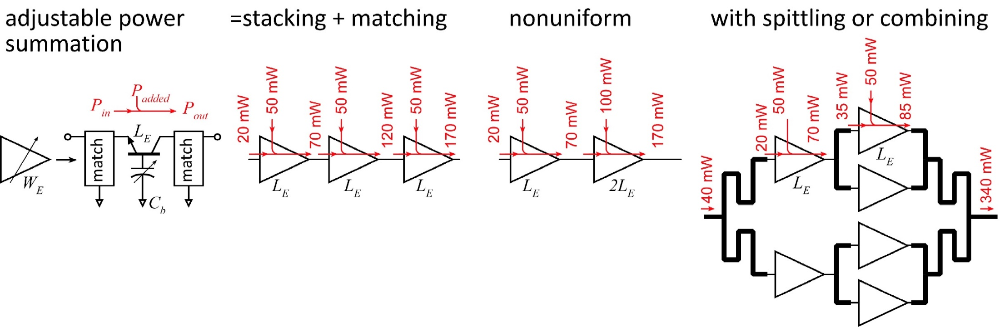 adjustable power
summation
=stacking + matching
nonuniform
with spittling or combining
P_in
P_added
P_out
L_E
match
match
W_E
C_b
20 mW
50 mW
70 mW
50 mW
120 mW
50 mW
170 mW
L_E
L_E
L_E
20 mW
50 mW
70 mW
100 mW
170 mW
L_E
2L_E
40 mW
20 mW
50 mW
70 mW
35 mW
50 mW
85 mW
340 mW
L_E
L_E